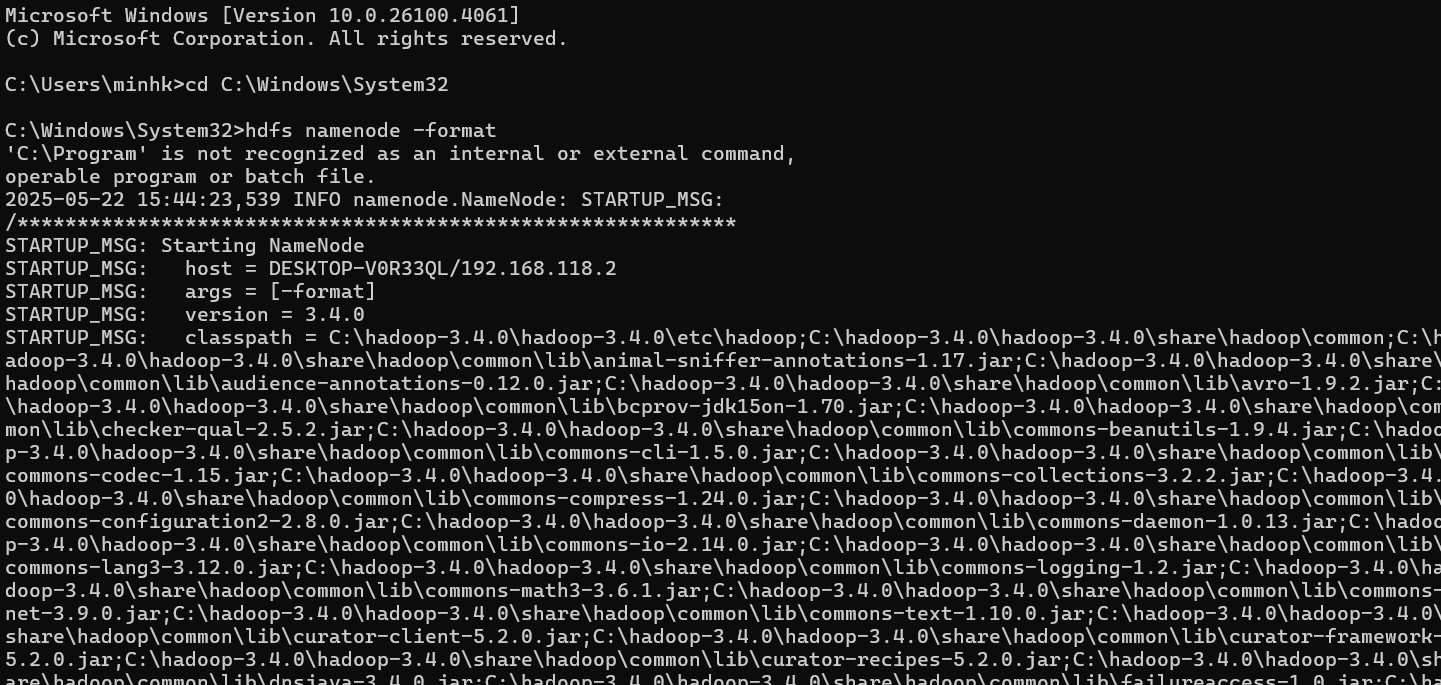 Microsoft Windows [Version 10.0.26100.4061]
(c) Microsoft Corporation. All rights reserved.
C:\Users\minhk>cd C:\Windows\System32
C:\Windows\System32>hdfs namenode -format
'C:\Program' is not recognized as an internal or external command,
operable program or batch file.
2025-05-22 15:44:23,539 INFO namenode.NameNode: STARTUP_MSG:
/************************************************************
STARTUP_MSG: Starting NameNode
STARTUP_MSG:   host = DESKTOP-V0R33QL/192.168.118.2
STARTUP_MSG:   args = [-format]
STARTUP_MSG:   version = 3.4.0
STARTUP_MSG:   classpath = C:\hadoop-3.4.0\hadoop-3.4.0\etc\hadoop;C:\hadoop-3.4.0\hadoop-3.4.0\share\hadoop\common;C:\h
adoop-3.4.0\hadoop-3.4.0\share\hadoop\common\lib\animal-sniffer-annotations-1.17.jar;C:\hadoop-3.4.0\hadoop-3.4.0\share\
hadoop\common\lib\audience-annotations-0.12.0.jar;C:\hadoop-3.4.0\hadoop-3.4.0\share\hadoop\common\lib\avro-1.9.2.jar;C:
\hadoop-3.4.0\hadoop-3.4.0\share\hadoop\common\lib\bcprov-jdk15on-1.70.jar;C:\hadoop-3.4.0\hadoop-3.4.0\share\hadoop\com
mon\lib\checker-qual-2.5.2.jar;C:\hadoop-3.4.0\hadoop-3.4.0\share\hadoop\common\lib\commons-beanutils-1.9.4.jar;C:\hadoo
p-3.4.0\hadoop-3.4.0\share\hadoop\common\lib\commons-cli-1.5.0.jar;C:\hadoop-3.4.0\hadoop-3.4.0\share\hadoop\common\lib\
commons-codec-1.15.jar;C:\hadoop-3.4.0\hadoop-3.4.0\share\hadoop\common\lib\commons-collections-3.2.2.jar;C:\hadoop-3.4.
0\hadoop-3.4.0\share\hadoop\common\lib\commons-compress-1.24.0.jar;C:\hadoop-3.4.0\hadoop-3.4.0\share\hadoop\common\lib\
commons-configuration2-2.8.0.jar;C:\hadoop-3.4.0\hadoop-3.4.0\share\hadoop\common\lib\commons-daemon-1.0.13.jar;C:\hadoo
p-3.4.0\hadoop-3.4.0\share\hadoop\common\lib\commons-io-2.14.0.jar;C:\hadoop-3.4.0\hadoop-3.4.0\share\hadoop\common\lib\
commons-lang3-3.12.0.jar;C:\hadoop-3.4.0\hadoop-3.4.0\share\hadoop\common\lib\commons-logging-1.2.jar;C:\hadoop-3.4.0\ha
doop-3.4.0\share\hadoop\common\lib\commons-math3-3.6.1.jar;C:\hadoop-3.4.0\hadoop-3.4.0\share\hadoop\common\lib\commons-
net-3.9.0.jar;C:\hadoop-3.4.0\hadoop-3.4.0\share\hadoop\common\lib\commons-text-1.10.0.jar;C:\hadoop-3.4.0\hadoop-3.4.0\
share\hadoop\common\lib\curator-client-5.2.0.jar;C:\hadoop-3.4.0\hadoop-3.4.0\share\hadoop\common\lib\curator-framework-
5.2.0.jar;C:\hadoop-3.4.0\hadoop-3.4.0\share\hadoop\common\lib\curator-recipes-5.2.0.jar;C:\hadoop-3.4.0\hadoop-3.4.0\sh
are\hadoop\common\lib\dnsjava-3.4.0.jar;C:\hadoop-3.4.0\hadoop-3.4.0\share\hadoop\common\lib\failureaccess-1.0.jar;C:\ha